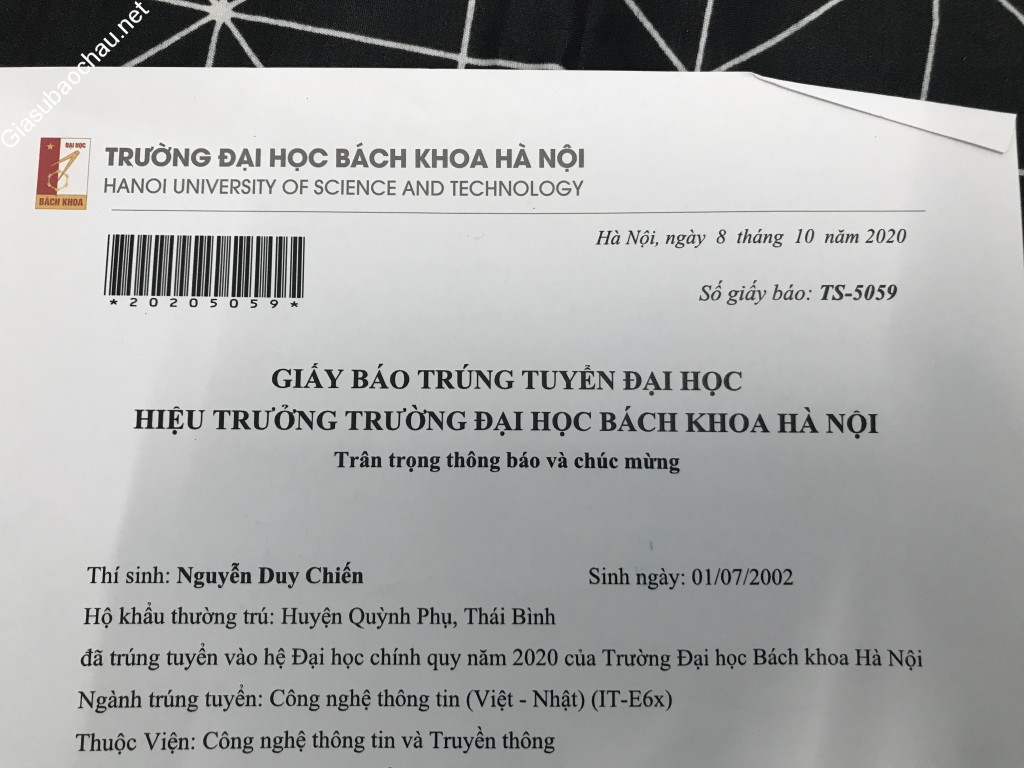 Giasubaochau.net
ĐẠI HỌC
BÁCH KHOA
TRƯỜNG ĐẠI HỌC BÁCH KHOA HÀ NỘI
HANOI UNIVERSITY OF SCIENCE AND TECHNOLOGY
Hà Nội, ngày 8 tháng 10 năm 2020
*20205059*
Số giấy báo: TS-5059
GIẤY BÁO TRÚNG TUYỂN ĐẠI HỌC
HIỆU TRƯỞNG TRƯỜNG ĐẠI HỌC BÁCH KHOA HÀ NỘI
Trân trọng thông báo và chúc mừng
Thí sinh: Nguyễn Duy Chiến Sinh ngày: 01/07/2002
Hộ khẩu thường trú: Huyện Quỳnh Phụ, Thái Bình
đã trúng tuyển vào hệ Đại học chính quy năm 2020 của Trường Đại học Bách khoa Hà Nội
Ngành trúng tuyển: Công nghệ thông tin (Việt - Nhật) (IT-E6x)
Thuộc Viện: Công nghệ thông tin và Truyền thông